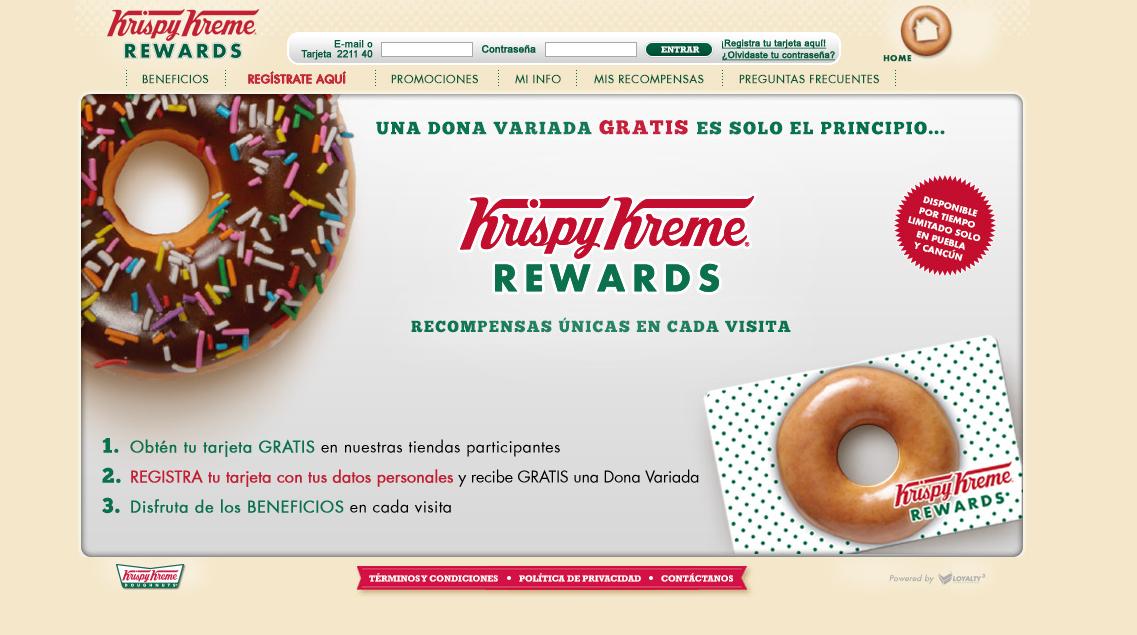 Krispy Kreme
REWARDS
E-mail o
Tarjeta 2211 40
Contraseña
ENTRAR
¡Registra tu tarjeta aquí!
¿Olvidaste tu contraseña?
HOME
BENEFICIOS
REGÍSTRATE AQUÍ
PROMOCIONES
MI INFO
MIS RECOMPENSAS
PREGUNTAS FRECUENTES
UNA DONA VARIADA GRATIS ES SOLO EL PRINCIPIO...
Krispy Kreme®
REWARDS
DISPONIBLE
POR TIEMPO
LIMITADO SOLO
EN PUEBLA
Y CANCÚN
RECOMPENSAS ÚNICAS EN CADA VISITA
1. Obtén tu tarjeta GRATIS en nuestras tiendas participantes
2. REGISTRA tu tarjeta con tus datos personales y recibe GRATIS una Dona Variada
3. Disfruta de los BENEFICIOS en cada visita
Krispy Kreme
REWARDS
Krispy Kreme
DOUGHNUTS
TÉRMINOS Y CONDICIONES • POLÍTICA DE PRIVACIDAD • CONTÁCTANOS
Powered by LOYALTY³